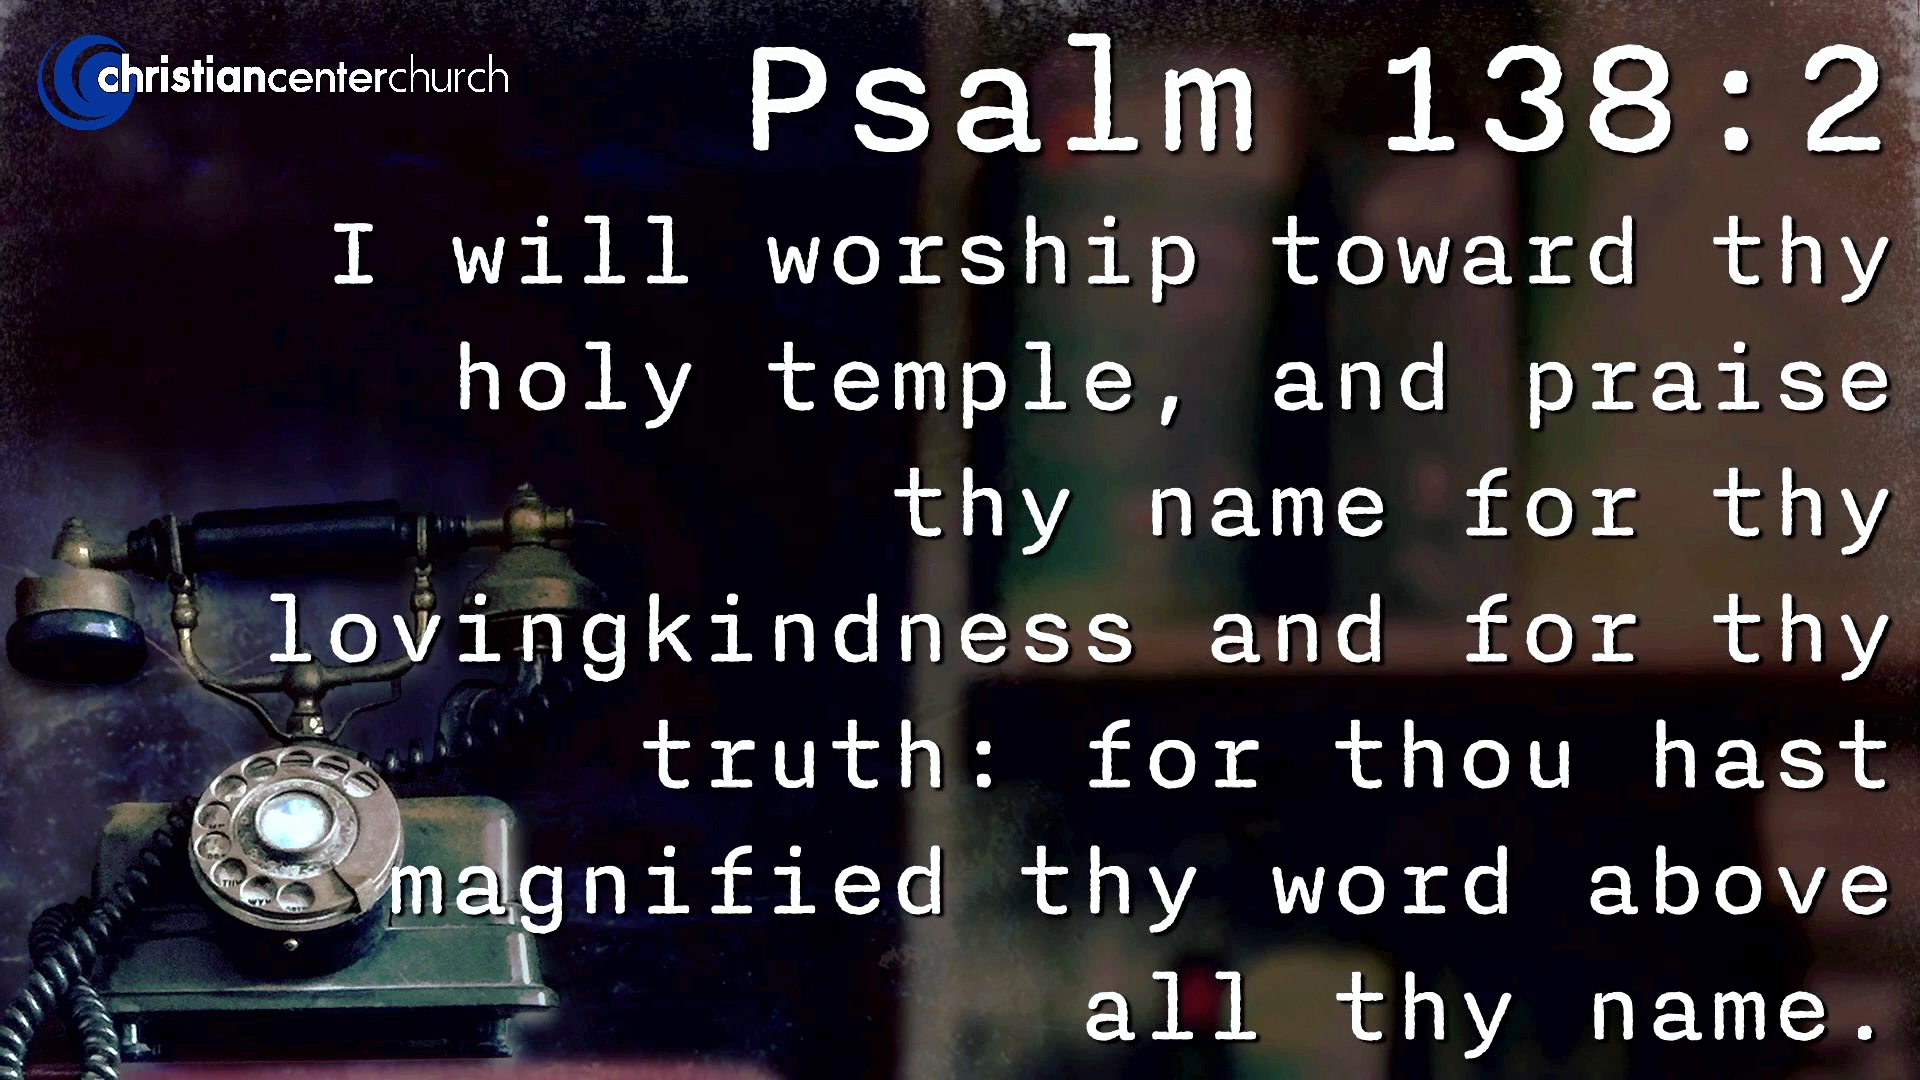 christiancenterchurch
Psalm 138:2
I will worship toward thy
holy temple, and praise
thy name for thy
lovingkindness and for thy
truth: for thou hast
magnified thy word above
all thy name.